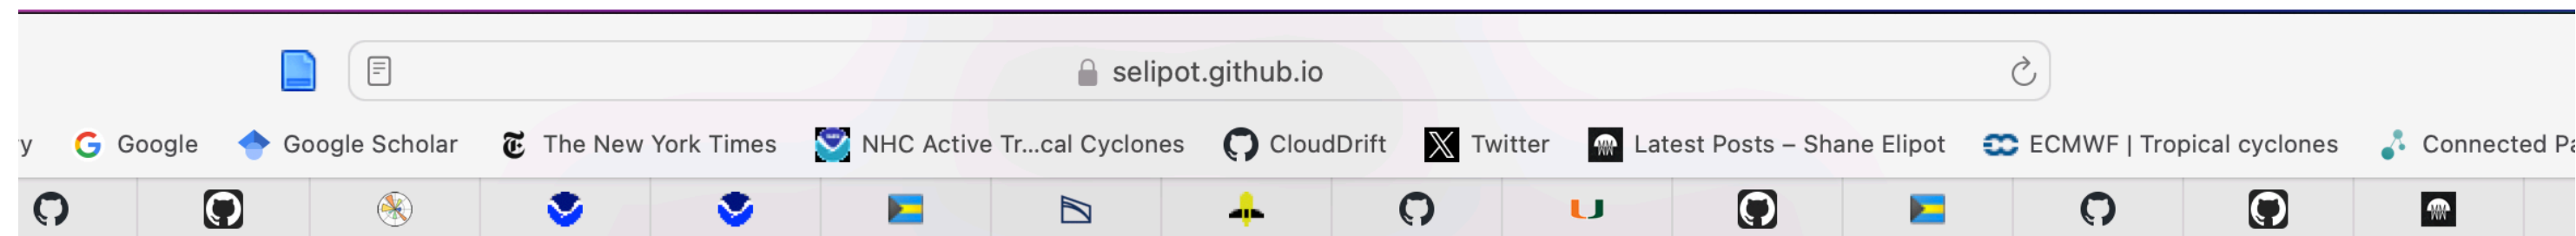 selipot.github.io
y Google Google Scholar The New York Times NHC Active Tr...cal Cyclones CloudDrift Twitter Latest Posts – Shane Elipot ECMWF | Tropical cyclones Connected Pa